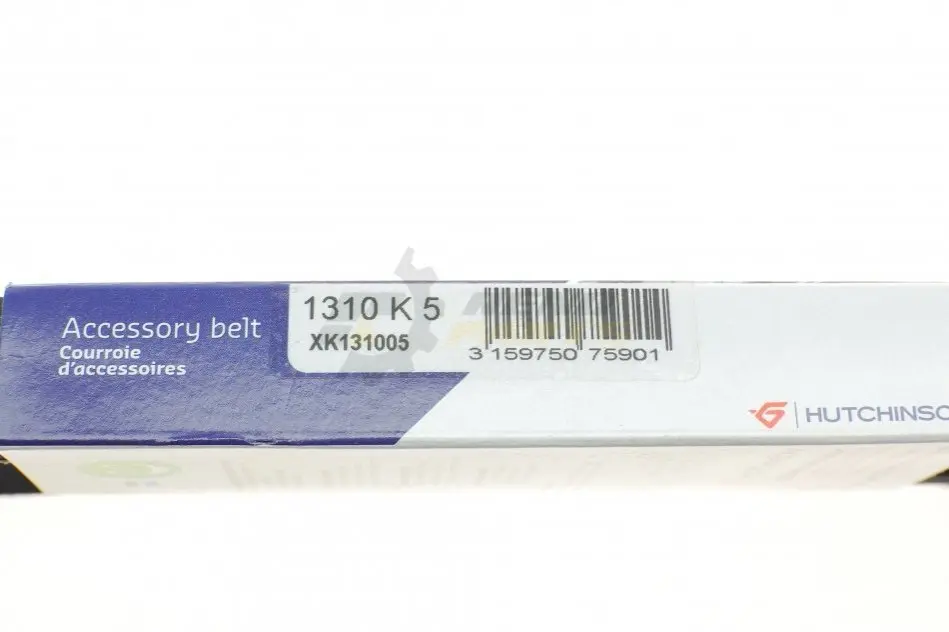 Accessory belt
Courroie
d'accessoires
1310 K 5
XK131005
3 159750 75901
HUTCHINSO